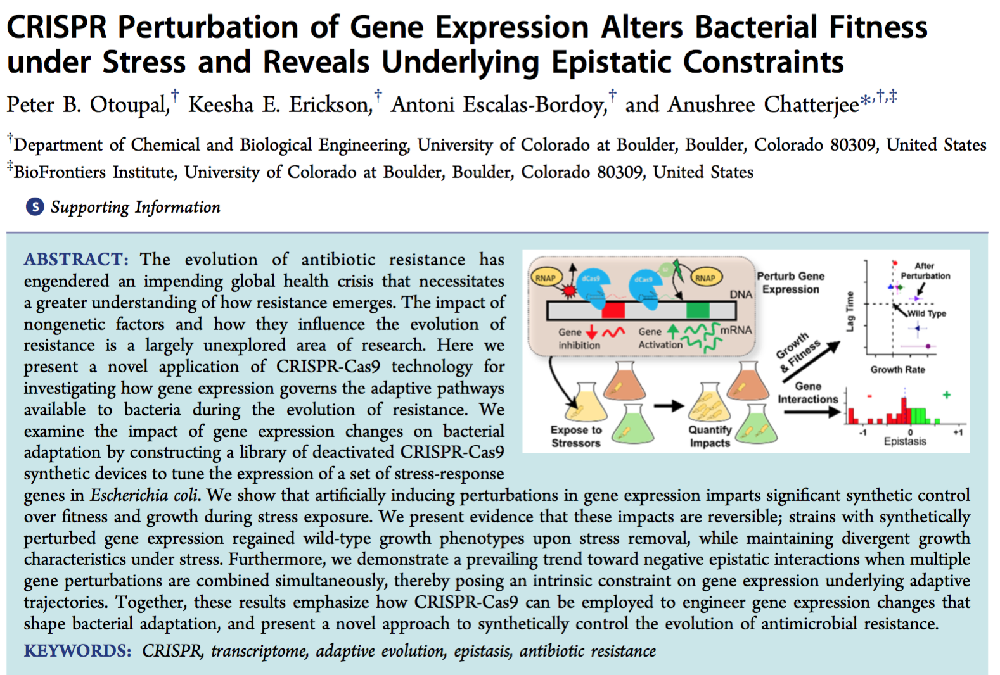 CRISPR Perturbation of Gene Expression Alters Bacterial Fitness
under Stress and Reveals Underlying Epistatic Constraints
Peter B. Otoupal,† Keesha E. Erickson,† Antoni Escalas-Bordoy,† and Anushree Chatterjee*,†,‡
†Department of Chemical and Biological Engineering, University of Colorado at Boulder, Boulder, Colorado 80309, United States
‡BioFrontiers Institute, University of Colorado at Boulder, Boulder, Colorado 80309, United States
S Supporting Information
ABSTRACT: The evolution of antibiotic resistance has
engendered an impending global health crisis that necessitates
a greater understanding of how resistance emerges. The impact of
nongenetic factors and how they influence the evolution of
resistance is a largely unexplored area of research. Here we
present a novel application of CRISPR-Cas9 technology for
investigating how gene expression governs the adaptive pathways
available to bacteria during the evolution of resistance. We
examine the impact of gene expression changes on bacterial
adaptation by constructing a library of deactivated CRISPR-Cas9
synthetic devices to tune the expression of a set of stress-response
genes in Escherichia coli. We show that artificially inducing perturbations in gene expression imparts significant synthetic control
over fitness and growth during stress exposure. We present evidence that these impacts are reversible; strains with synthetically
perturbed gene expression regained wild-type growth phenotypes upon stress removal, while maintaining divergent growth
characteristics under stress. Furthermore, we demonstrate a prevailing trend toward negative epistatic interactions when multiple
gene perturbations are combined simultaneously, thereby posing an intrinsic constraint on gene expression underlying adaptive
trajectories. Together, these results emphasize how CRISPR-Cas9 can be employed to engineer gene expression changes that
shape bacterial adaptation, and present a novel approach to synthetically control the evolution of antimicrobial resistance.
KEYWORDS: CRISPR, transcriptome, adaptive evolution, epistasis, antibiotic resistance
RNAP
dCas9
dCas9
ω
RNAP
DNA
Gene
inhibition
Gene
Activation
mRNA
Perturb Gene
Expression
Expose to
Stressors
Quantify
Impacts
Growth
& Fitness
Gene
Interactions
After
Perturbation
Wild Type
Lag Time
Growth Rate
-
+
-1
0
+1
Epistasis